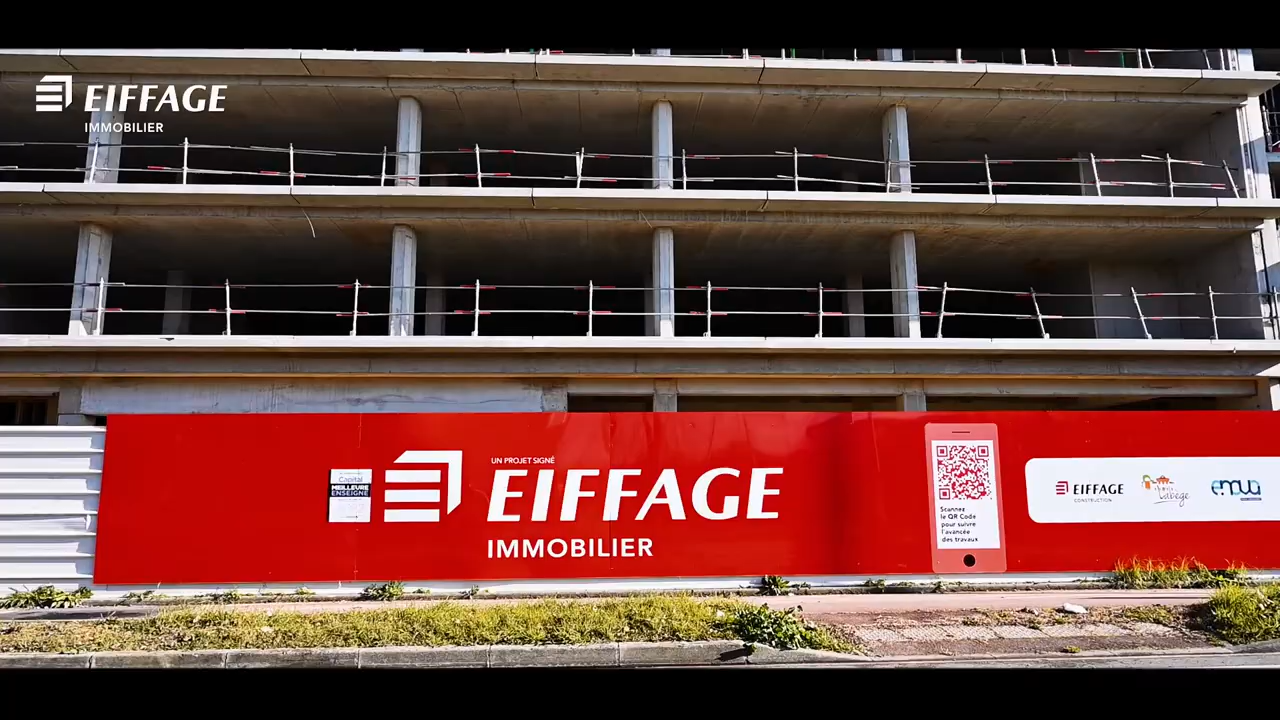 EIFFAGE
IMMOBILIER
UN PROJET SIGNÉ
EIFFAGE
IMMOBILIER
Capital
MEILLEURE
ENSEIGNE
Scannez
le QR Code
pour suivre
l'avancée
des travaux
EIFFAGE
CONSTRUCTION
Labège
enova